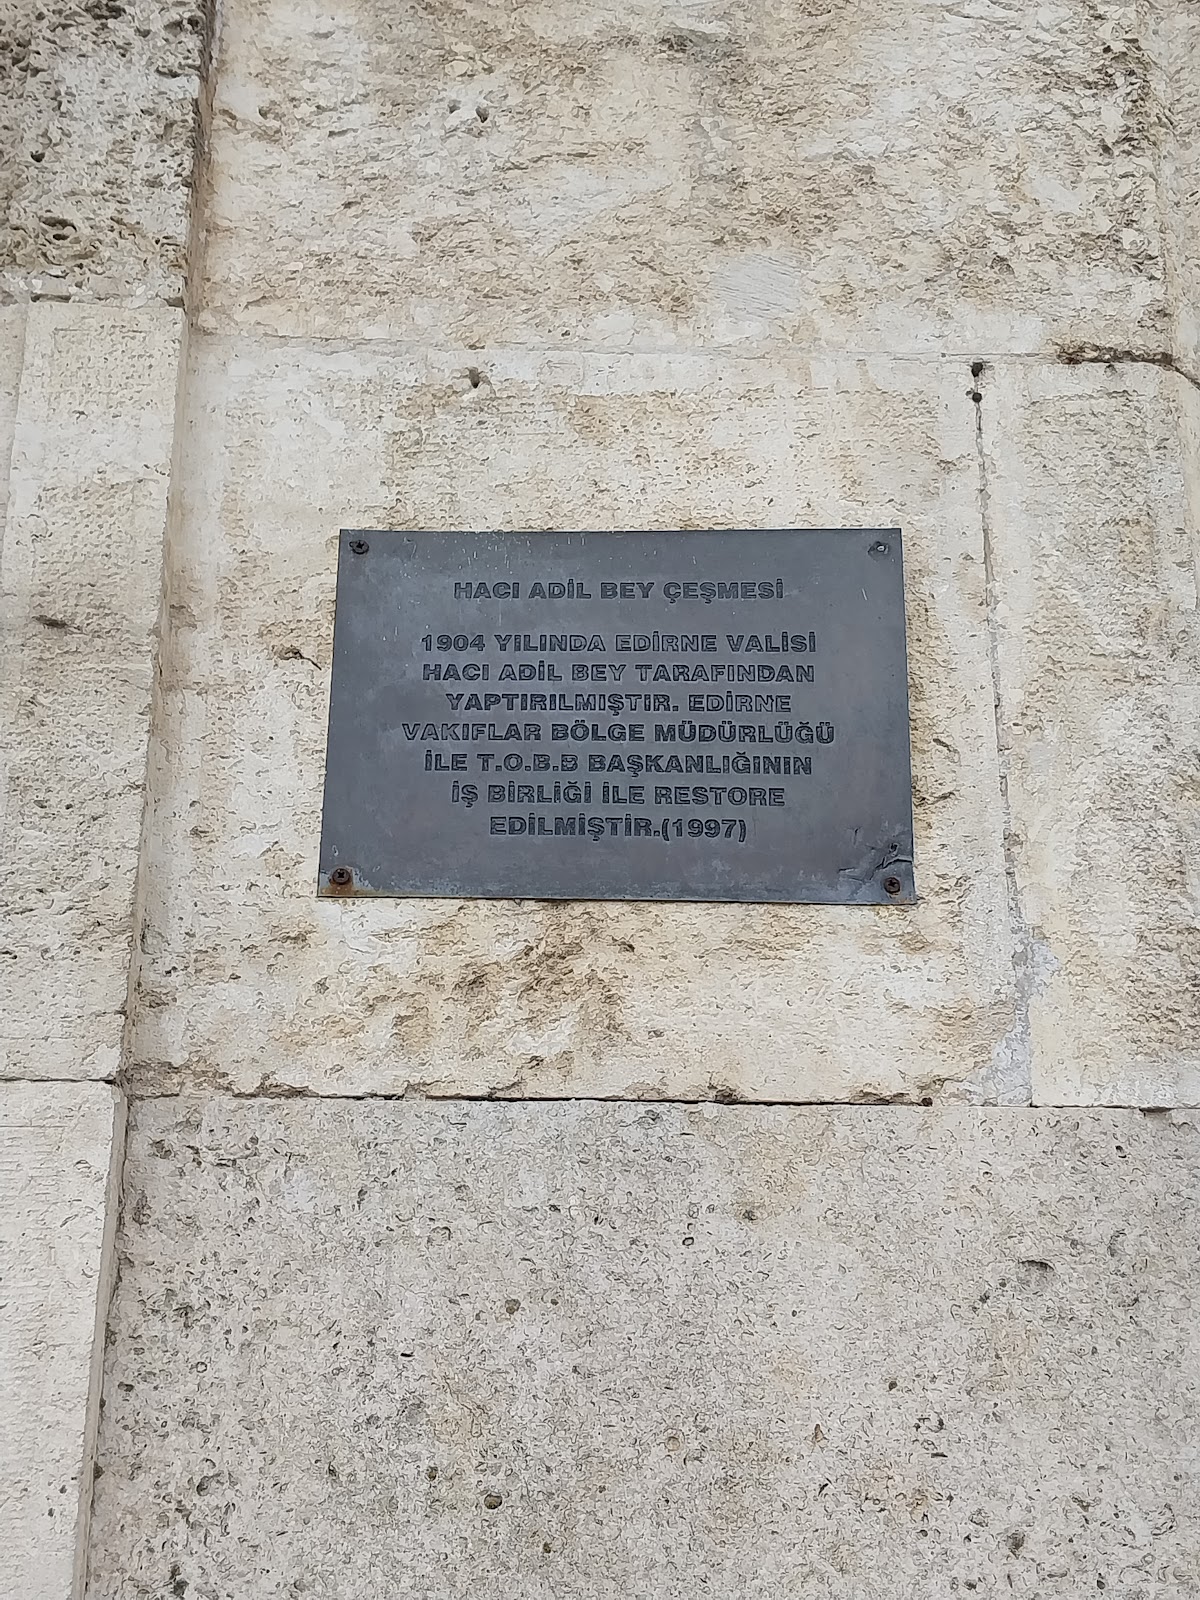 HACI ADİL BEY ÇEŞMESİ
1904 YILINDA EDİRNE VALİSİ
HACI ADİL BEY TARAFINDAN
YAPTIRILMIŞTIR. EDİRNE
VAKIFLAR BÖLGE MÜDÜRLÜĞÜ
İLE T.O.B.B BAŞKANLIĞININ
İŞ BİRLİĞİ İLE RESTORE
EDİLMİŞTİR.(1997)